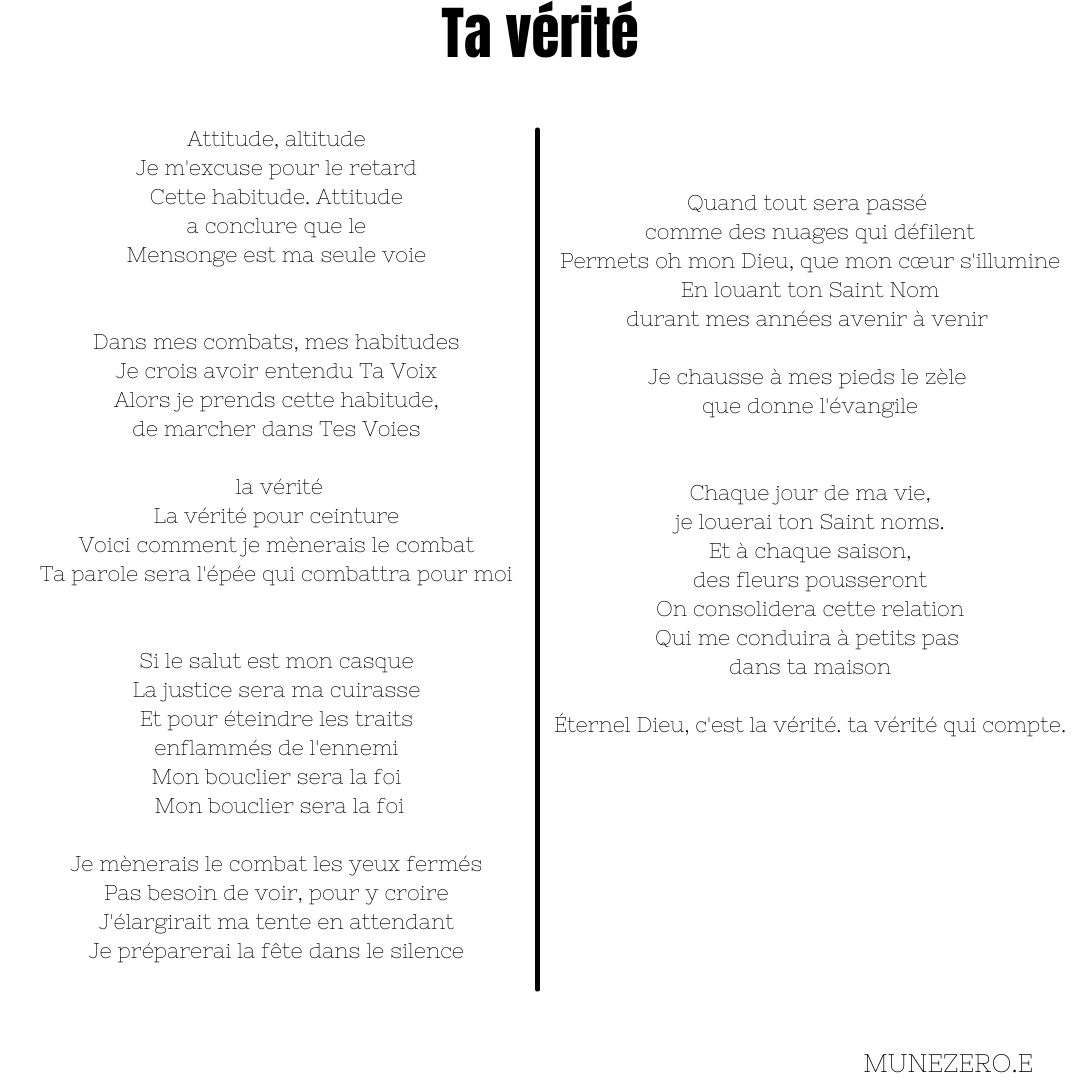 Ta vérité
Attitude, altitude
Je m'excuse pour le retard
Cette habitude. Attitude
a conclure que le
Mensonge est ma seule voie
Dans mes combats, mes habitudes
Je crois avoir entendu Ta Voix
Alors je prends cette habitude,
de marcher dans Tes Voies
la vérité
La vérité pour ceinture
Voici comment je mènerais le combat
Ta parole sera l'épée qui combattra pour moi
Si le salut est mon casque
La justice sera ma cuirasse
Et pour éteindre les traits
enflammés de l'ennemi
Mon bouclier sera la foi
Mon bouclier sera la foi
Je mènerais le combat les yeux fermés
Pas besoin de voir, pour y croire
J'élargirait ma tente en attendant
Je préparerai la fête dans le silence
Quand tout sera passé
comme des nuages qui défilent
Permets oh mon Dieu, que mon cœur s'illumine
En louant ton Saint Nom
durant mes années avenir à venir
Je chausse à mes pieds le zèle
que donne l'évangile
Chaque jour de ma vie,
je louerai ton Saint noms.
Et à chaque saison,
des fleurs pousseront
On consolidera cette relation
Qui me conduira à petits pas
dans ta maison
Éternel Dieu, c'est la vérité. ta vérité qui compte.
MUNEZERO.E